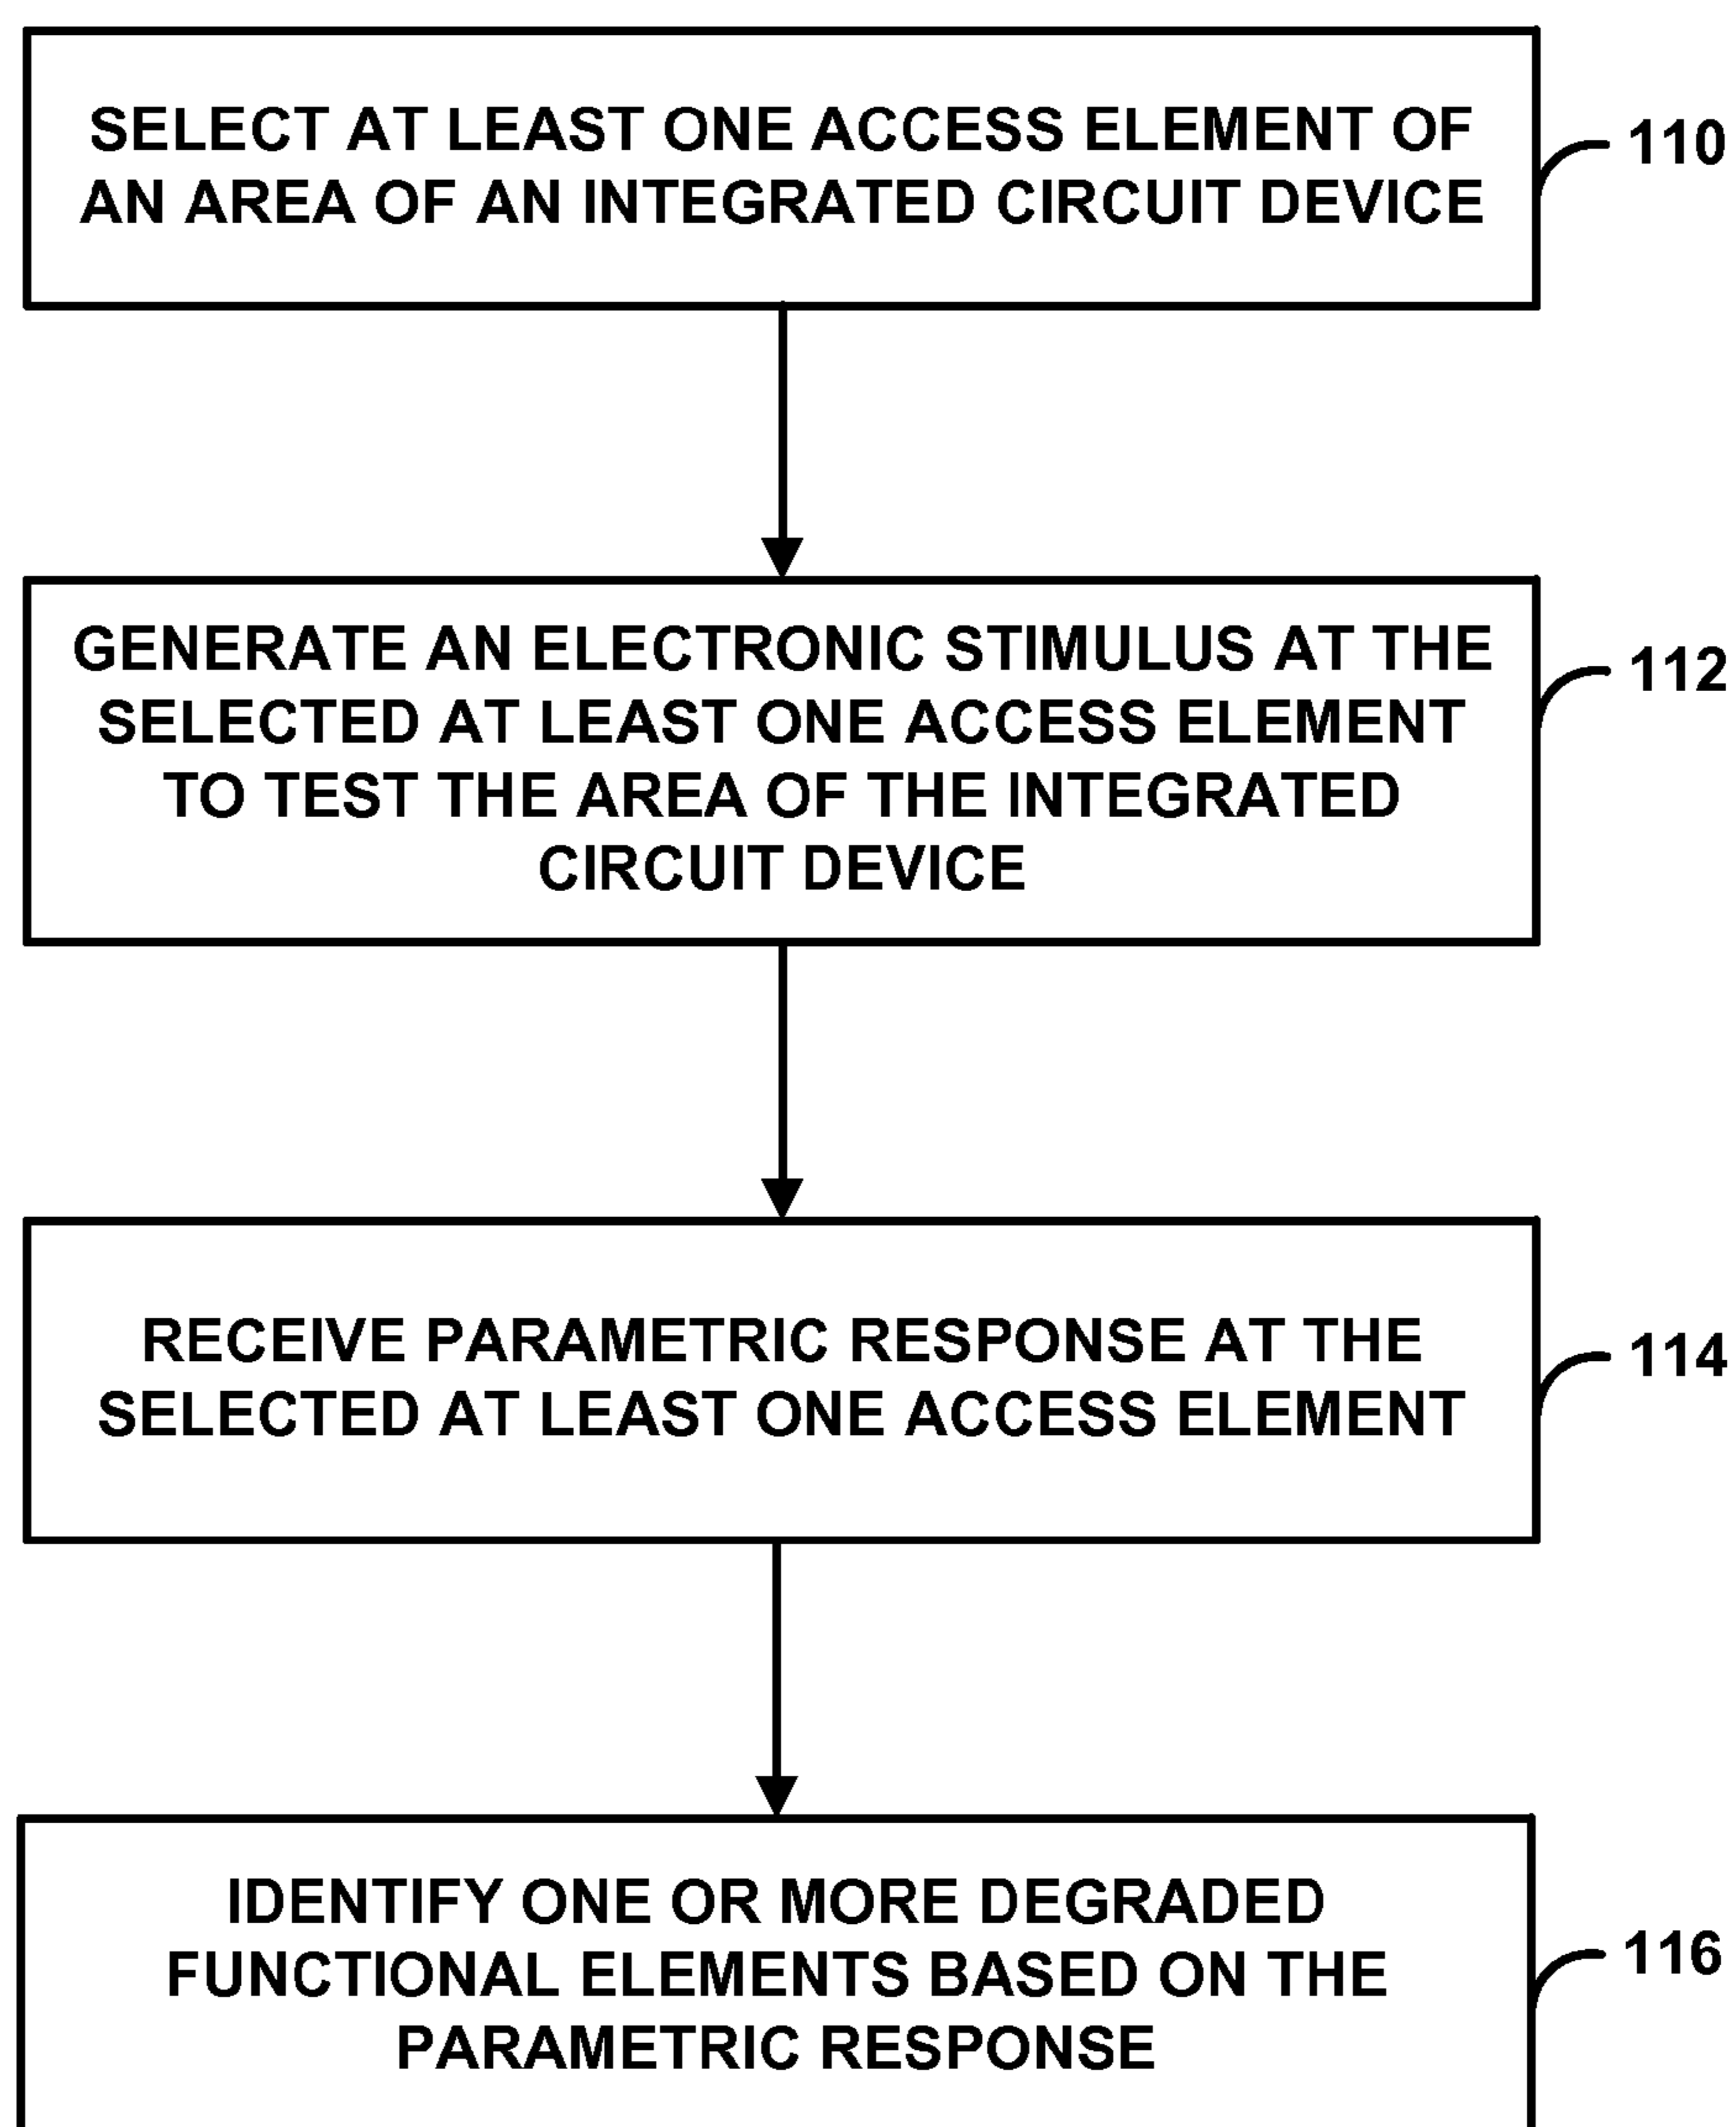 SELECT AT LEAST ONE ACCESS ELEMENT OF
AN AREA OF AN INTEGRATED CIRCUIT DEVICE
110
GENERATE AN ELECTRONIC STIMULUS AT THE
SELECTED AT LEAST ONE ACCESS ELEMENT
TO TEST THE AREA OF THE INTEGRATED
CIRCUIT DEVICE
112
RECEIVE PARAMETRIC RESPONSE AT THE
SELECTED AT LEAST ONE ACCESS ELEMENT
114
IDENTIFY ONE OR MORE DEGRADED
FUNCTIONAL ELEMENTS BASED ON THE
PARAMETRIC RESPONSE
116